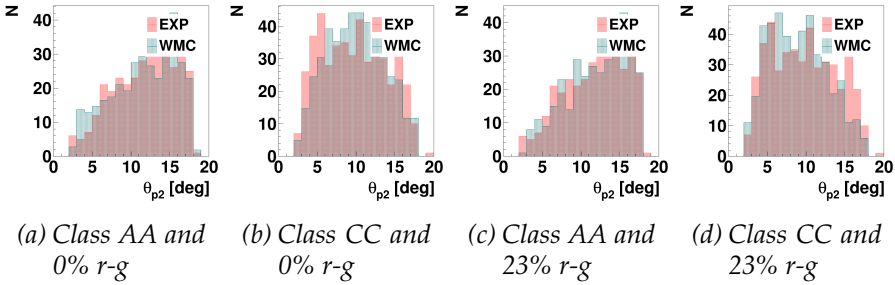 N
40
30
20
10
0
0
5
10
15
20
EXP
WMC
θp2 [deg]
(a) Class AA and
0% r-g
N
40
30
20
10
0
0
5
10
15
20
EXP
WMC
θp2 [deg]
(b) Class CC and
0% r-g
N
40
30
20
10
0
0
5
10
15
20
EXP
WMC
θp2 [deg]
(c) Class AA and
23% r-g
N
40
30
20
10
0
0
5
10
15
20
EXP
WMC
θp2 [deg]
(d) Class CC and
23% r-g